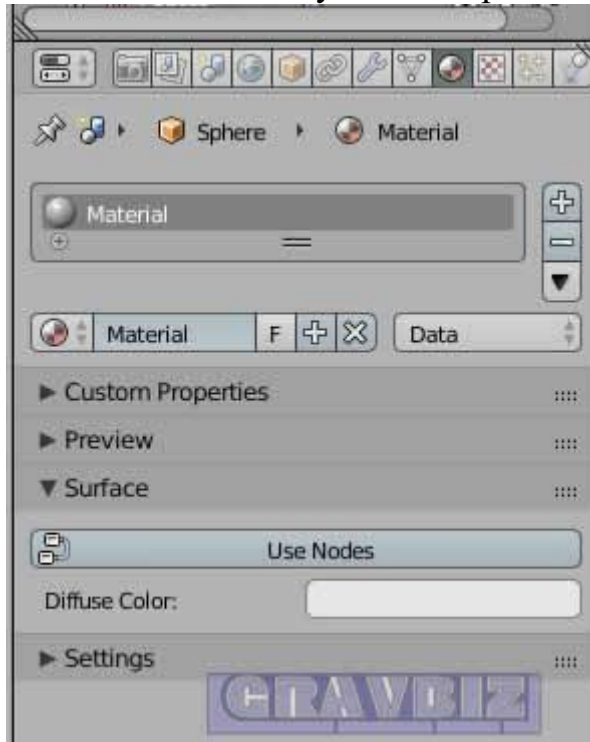 Sphere Material
Material
Material F Data
Custom Properties
Preview
Surface
Use Nodes
Diffuse Color:
Settings
GRAVBIZ